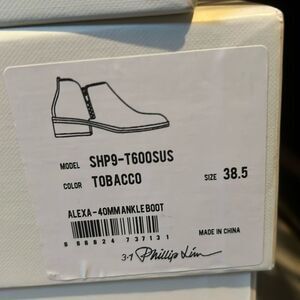 MODEL SHP9-T600SUS
COLOR TOBACCO SIZE 38.5
ALEXA-40MM ANKLE BOOT
MADE IN CHINA
3.1 Phillip Lim